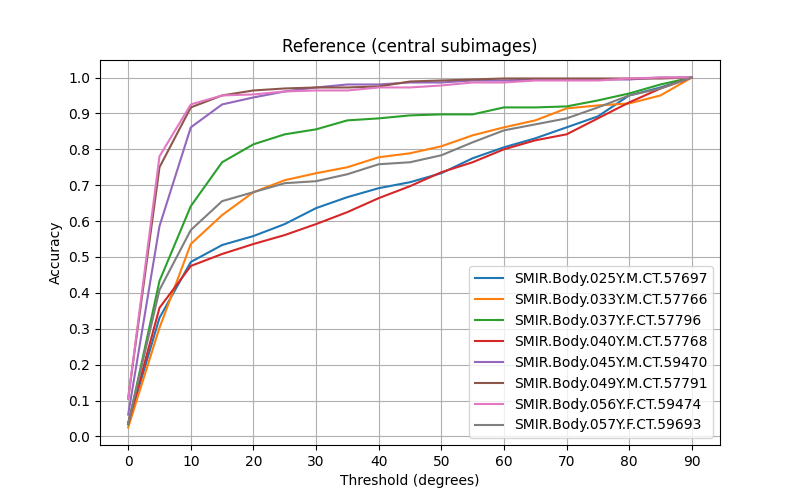 Reference (central subimages)
1.0
0.9
0.8
0.7
0.6
0.5
0.4
0.3
0.2
0.1
0.0
Accuracy
SMIR.Body.025Y.M.CT.57697
SMIR.Body.033Y.M.CT.57766
SMIR.Body.037Y.F.CT.57796
SMIR.Body.040Y.M.CT.57768
SMIR.Body.045Y.M.CT.59470
SMIR.Body.049Y.M.CT.57791
SMIR.Body.056Y.F.CT.59474
SMIR.Body.057Y.F.CT.59693
0 10 20 30 40 50 60 70 80 90
Threshold (degrees)